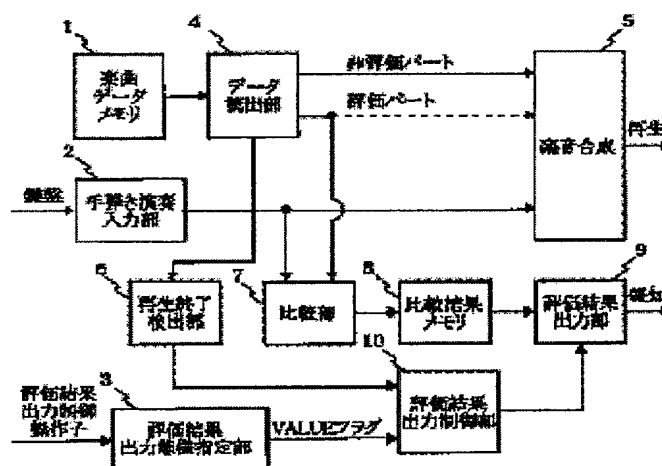 1
4
5
楽曲
データ
メモリ
データ
読出部
非評価パート
評価パート
楽音合成
再生
2
鍵盤
手弾き演奏
入力部
6
再生終了
検出部
7
比較部
8
比較結果
メモリ
9
評価結果
出力部
報知
10
評価結果
出力制御部
評価結果
出力制御
操作子
3
評価結果
出力態様指定部
VALUEフラグ